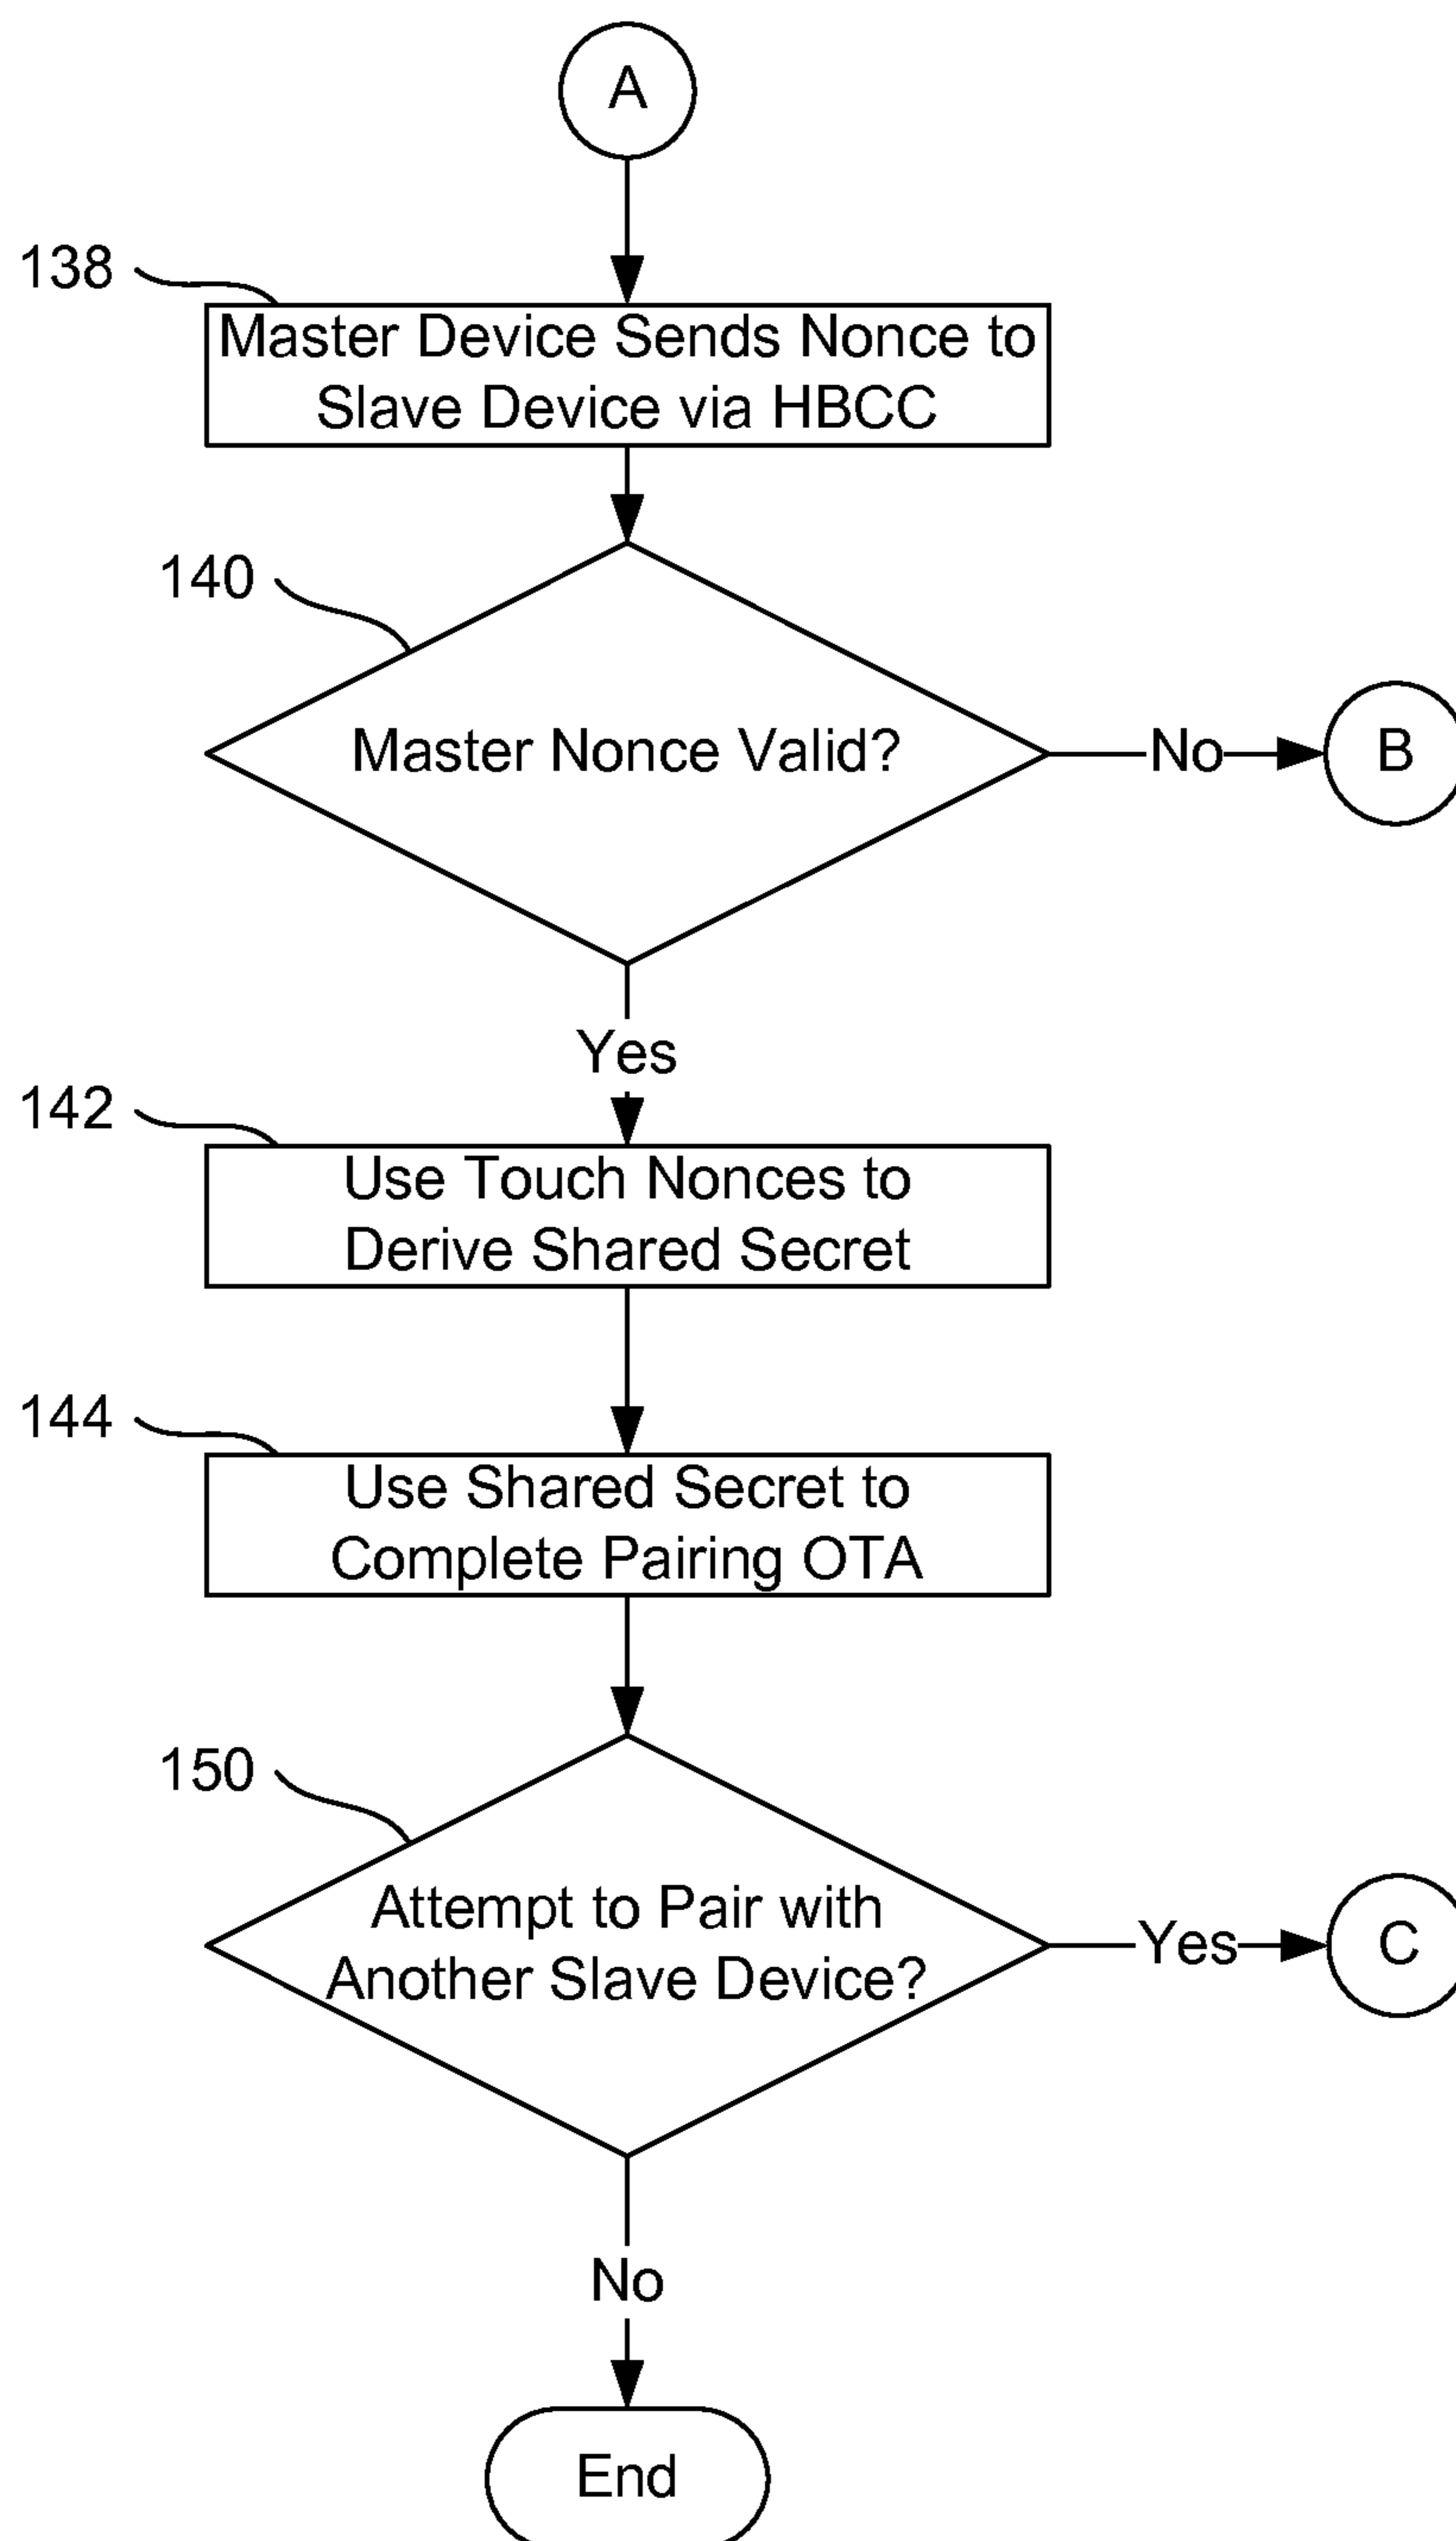 A
138
Master Device Sends Nonce to
Slave Device via HBCC
140
Master Nonce Valid?
No
B
Yes
142
Use Touch Nonces to
Derive Shared Secret
144
Use Shared Secret to
Complete Pairing OTA
150
Attempt to Pair with
Another Slave Device?
Yes
C
No
End